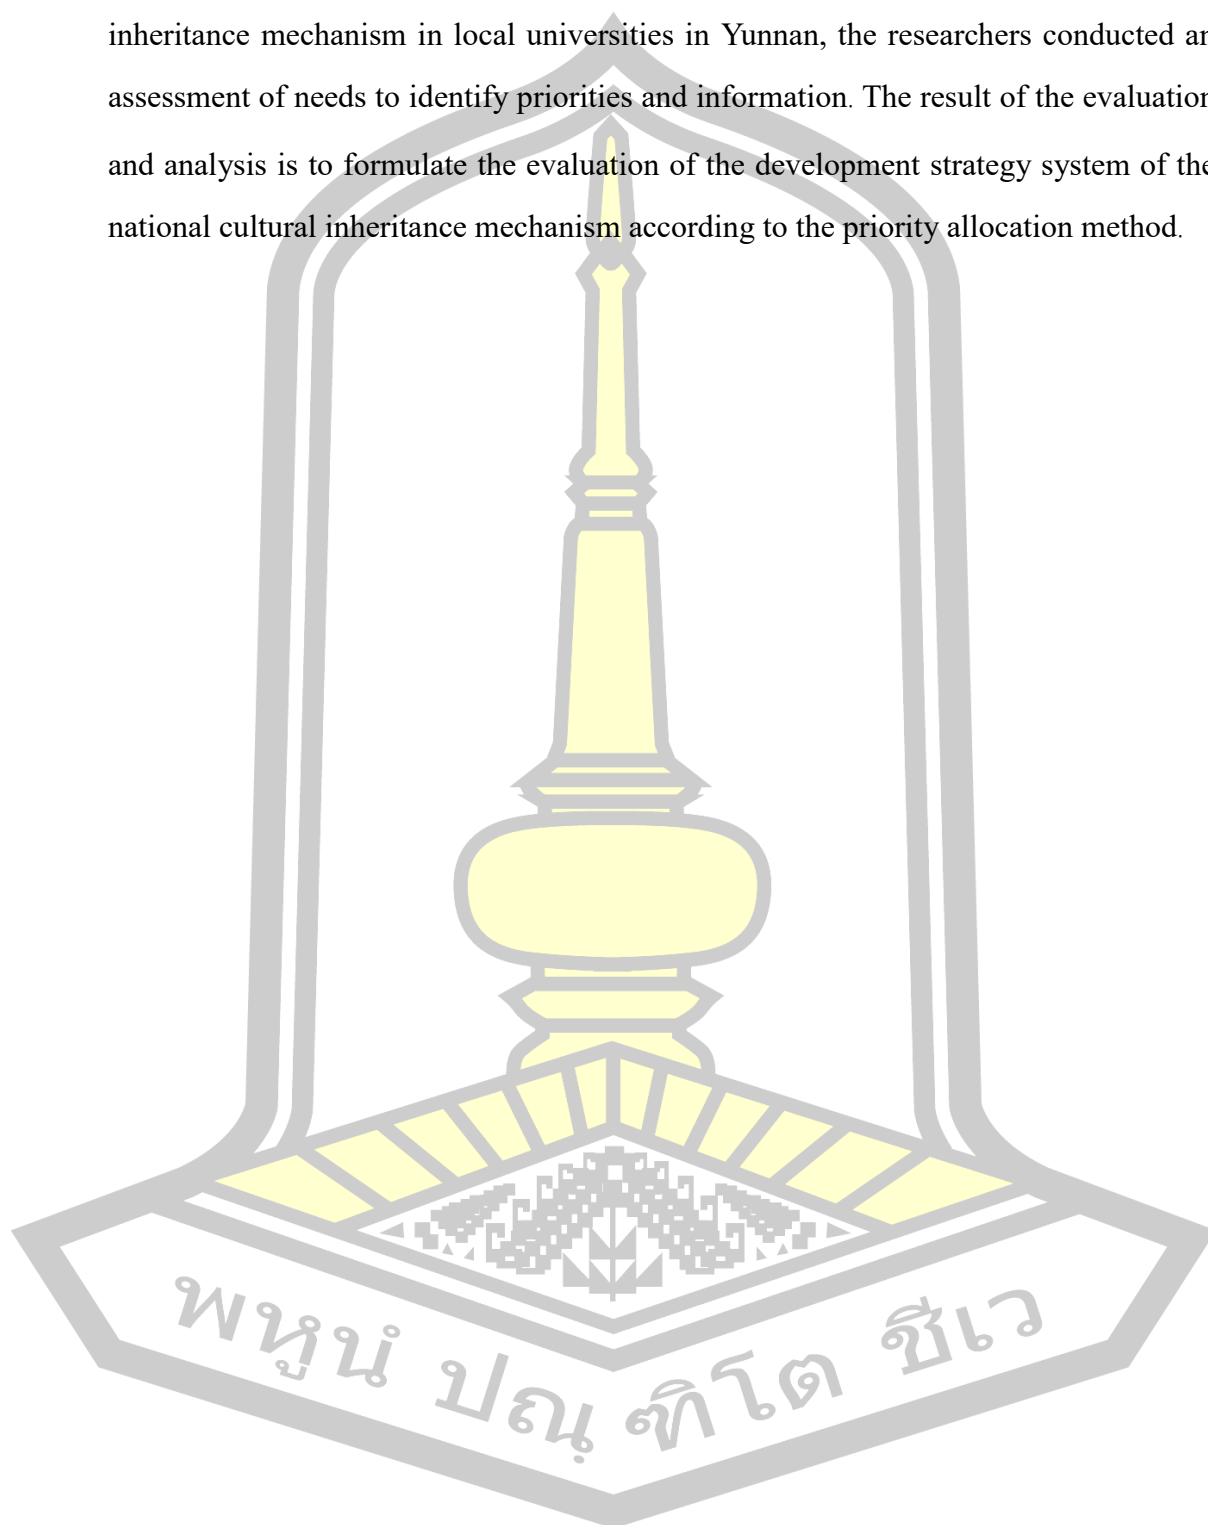 inheritance mechanism in local universities in Yunnan, the researchers conducted an
assessment of needs to identify priorities and information. The result of the evaluation
and analysis is to formulate the evaluation of the development strategy system of the
national cultural inheritance mechanism according to the priority allocation method.
พหูนํ ปณฺฑิโต ชีเว